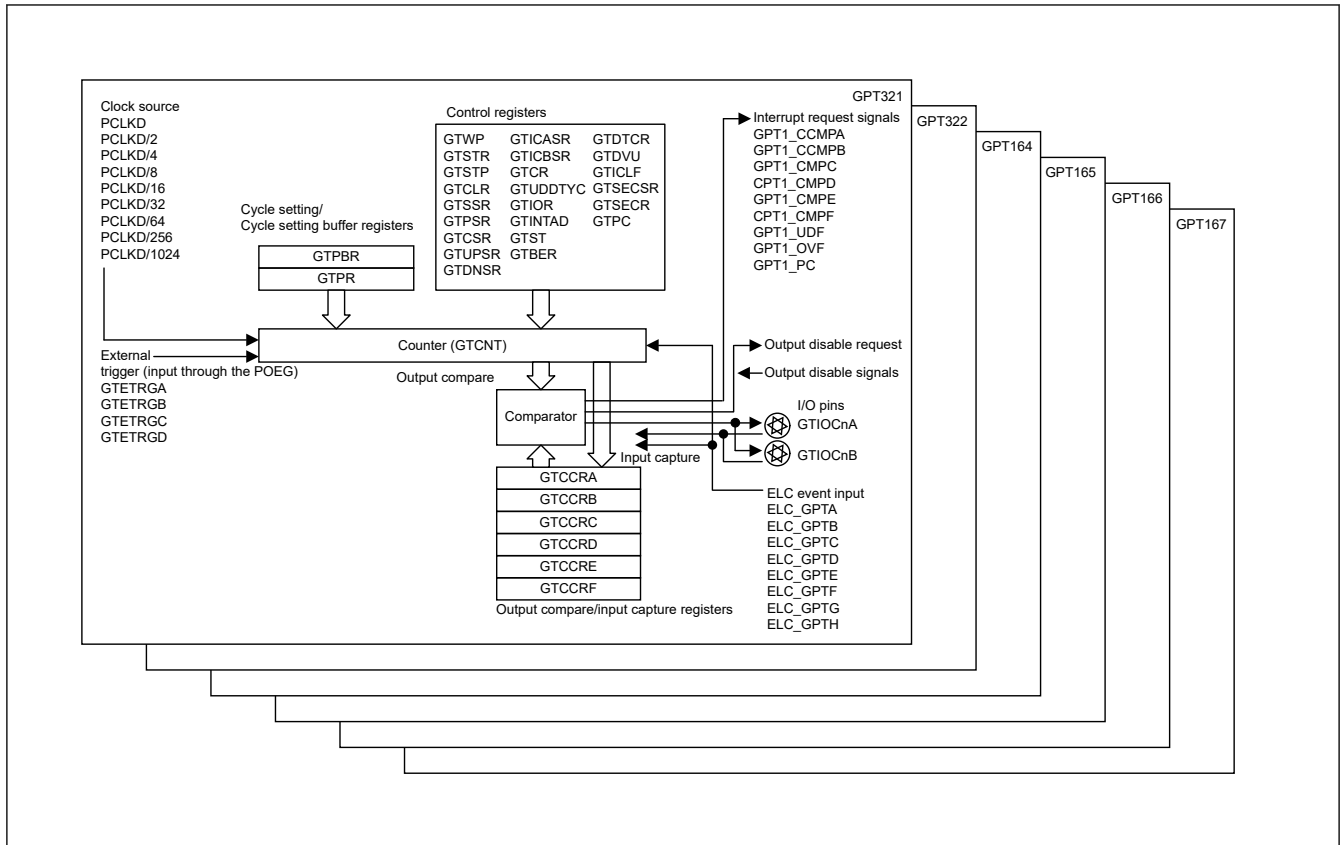 GPT321
GPT322
GPT164
GPT165
GPT166
GPT167
Clock source
PCLKD
PCLKD/2
PCLKD/4
PCLKD/8
PCLKD/16
PCLKD/32
PCLKD/64
PCLKD/256
PCLKD/1024
External
trigger (input through the POEG)
GTETRGA
GTETRGB
GTETRGC
GTETRGD
Cycle setting/
Cycle setting buffer registers
GTPBR
GTPR
Control registers
GTWP GTICASR GTDTCR
GTSTR GTICBSR GTDVU
GTSTP GTCR GTICLF
GTCLR GTUDDTYC GTSECSR
GTSSR GTIOR GTSECR
GTPSR GTINTAD GTPC
GTCSR GTST
GTUPSR GTBER
GTDNSR
Counter (GTCNT)
Output compare
Comparator
Input capture
GTCCRA
GTCCRB
GTCCRC
GTCCRD
GTCCRE
GTCCRF
Output compare/input capture registers
Interrupt request signals
GPT1_CCMPA
GPT1_CCMPB
GPT1_CMPC
CPT1_CMPD
GPT1_CMPE
CPT1_CMPF
GPT1_UDF
GPT1_OVF
GPT1_PC
Output disable request
Output disable signals
I/O pins
GTIOCnA
GTIOCnB
ELC event input
ELC_GPTA
ELC_GPTB
ELC_GPTC
ELC_GPTD
ELC_GPTE
ELC_GPTF
ELC_GPTG
ELC_GPTH